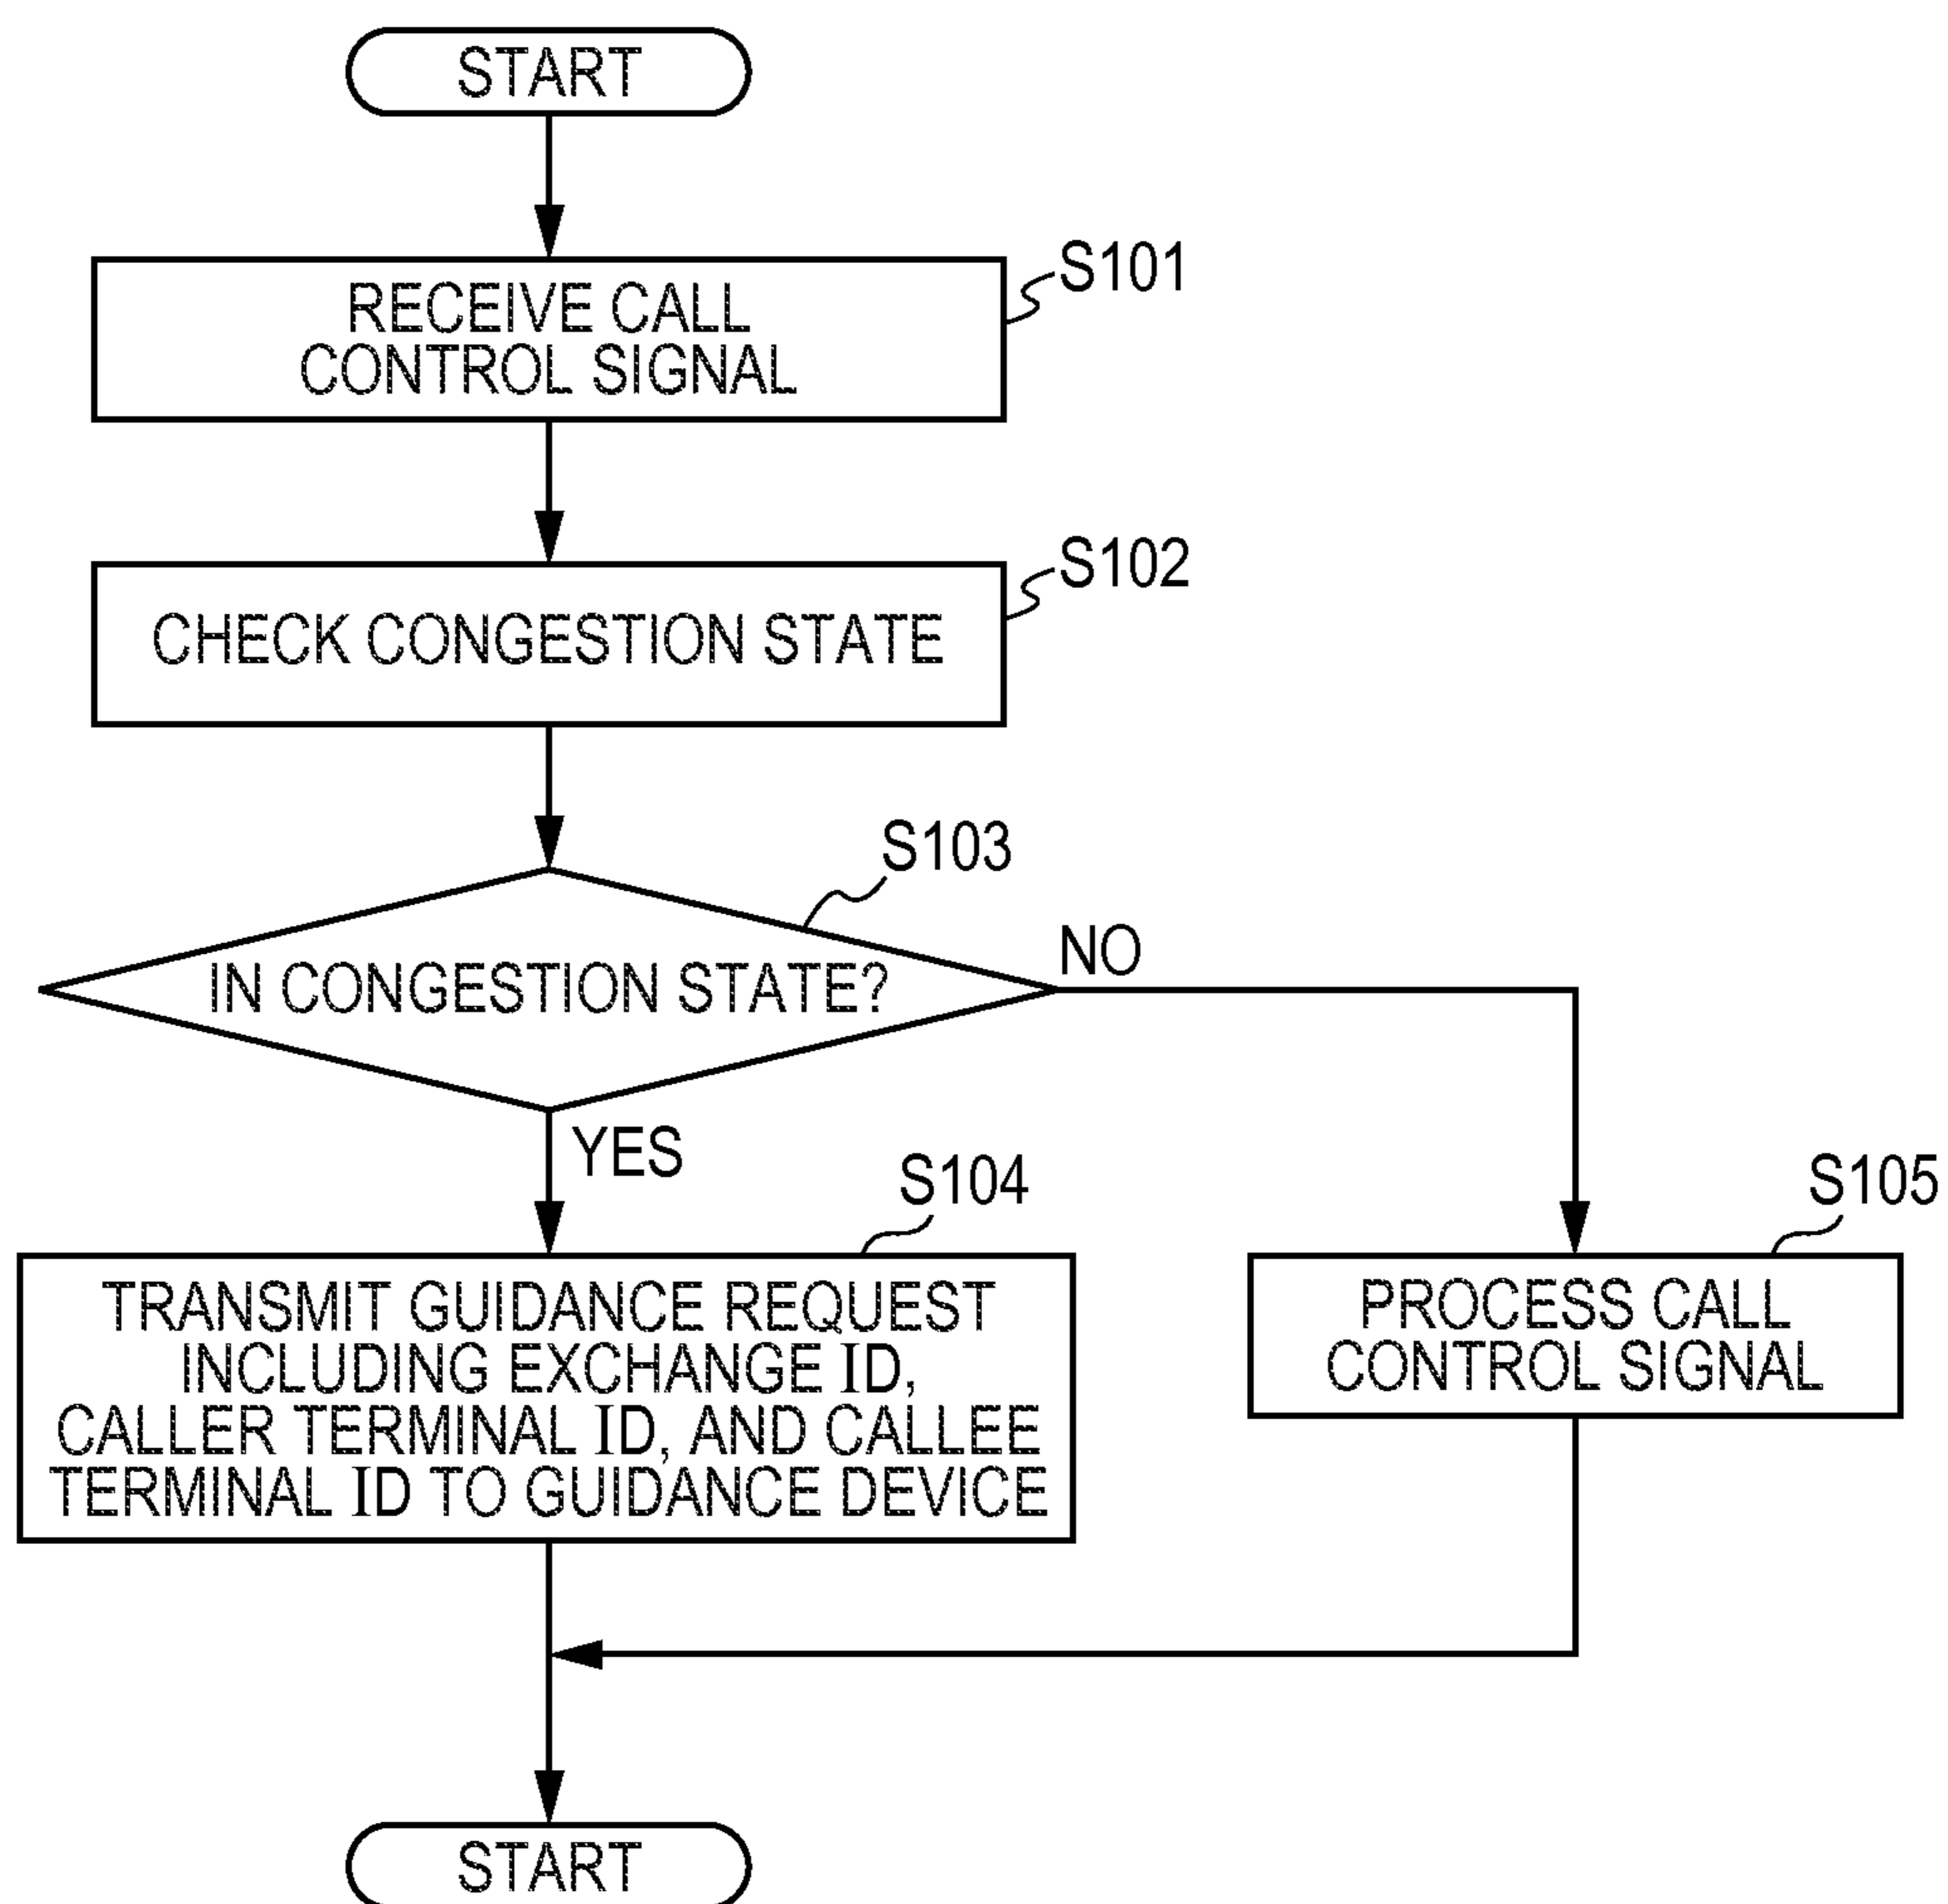 START
S101
RECEIVE CALL
CONTROL SIGNAL
S102
CHECK CONGESTION STATE
S103
IN CONGESTION STATE?
NO
YES
S104
TRANSMIT GUIDANCE REQUEST
INCLUDING EXCHANGE ID,
CALLER TERMINAL ID, AND CALLEE
TERMINAL ID TO GUIDANCE DEVICE
S105
PROCESS CALL
CONTROL SIGNAL
START